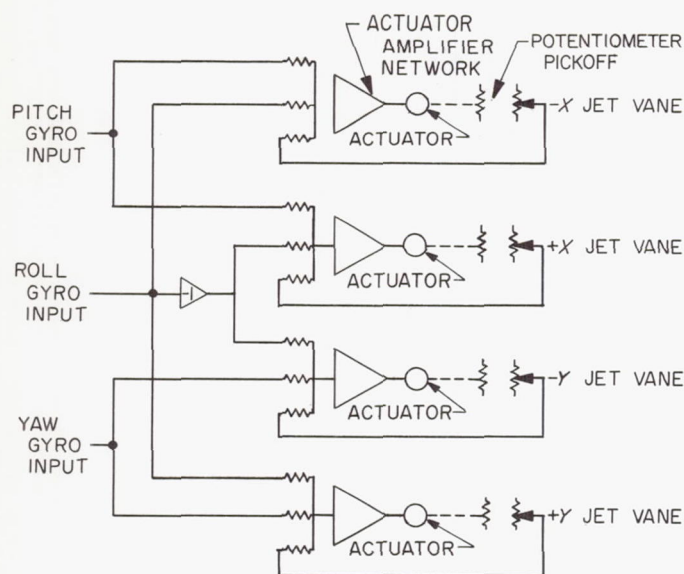 ACTUATOR
AMPLIFIER
NETWORK
POTENTIOMETER
PICKOFF
PITCH
GYRO
INPUT
ACTUATOR
-X JET VANE
ACTUATOR
+X JET VANE
ROLL
GYRO
INPUT
-1
ACTUATOR
-Y JET VANE
YAW
GYRO
INPUT
ACTUATOR
+Y JET VANE